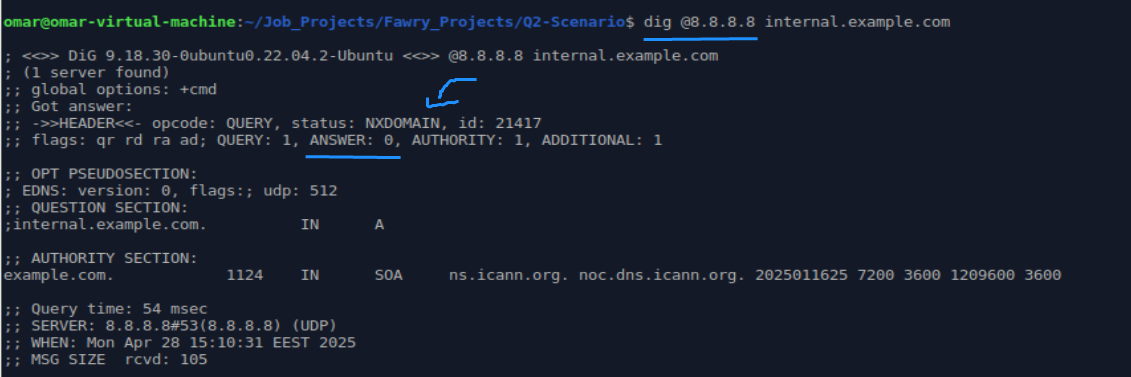 omar@omar-virtual-machine:~/Job_Projects/Fawry_Projects/Q2-Scenario$ dig @8.8.8.8 internal.example.com
; <<>> DiG 9.18.30-0ubuntu0.22.04.2-Ubuntu <<>> @8.8.8.8 internal.example.com
; (1 server found)
;; global options: +cmd
;; Got answer:
;; ->>HEADER<<- opcode: QUERY, status: NXDOMAIN, id: 21417
;; flags: qr rd ra ad; QUERY: 1, ANSWER: 0, AUTHORITY: 1, ADDITIONAL: 1
;; OPT PSEUDOSECTION:
; EDNS: version: 0, flags:; udp: 512
;; QUESTION SECTION:
;internal.example.com. IN A
;; AUTHORITY SECTION:
example.com. 1124 IN SOA ns.icann.org. noc.dns.icann.org. 2025011625 7200 3600 1209600 3600
;; Query time: 54 msec
;; SERVER: 8.8.8.8#53(8.8.8.8) (UDP)
;; WHEN: Mon Apr 28 15:10:31 EEST 2025
;; MSG SIZE rcvd: 105